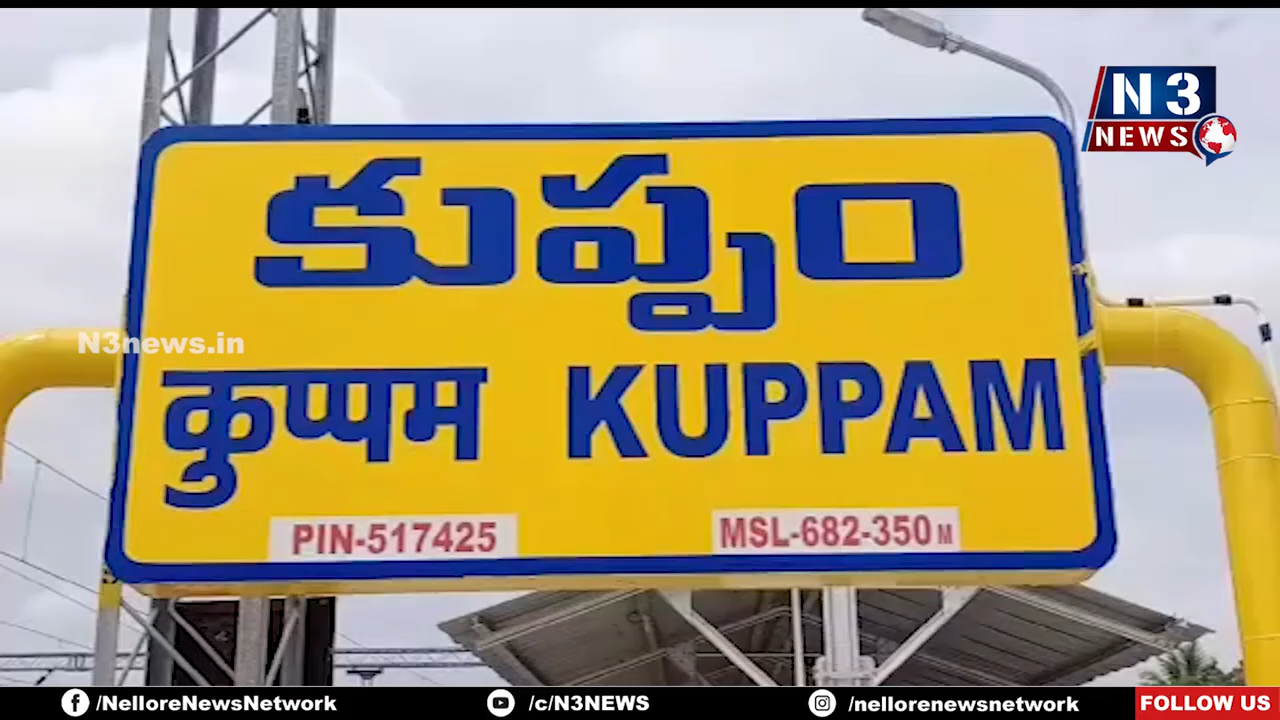 N3
NEWS
కుప్పం
N3news.in
कुप्पम KUPPAM
PIN-517425 MSL-682-350 M
/NelloreNewsNetwork /c/N3NEWS /nellorenewsnetwork FOLLOW US